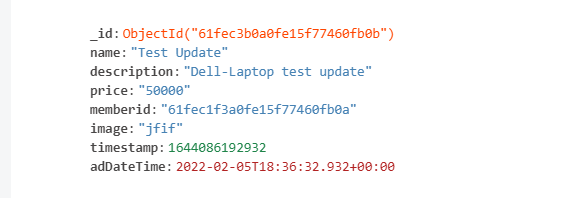 _id: ObjectId("61fec3b0a0fe15f77460fb0b")
name: "Test Update"
description: "Dell-Laptop test update"
price: "50000"
memberid: "61fec1f3a0fe15f77460fb0a"
image: "jfif"
timestamp: 1644086192932
adDateTime: 2022-02-05T18:36:32.932+00:00